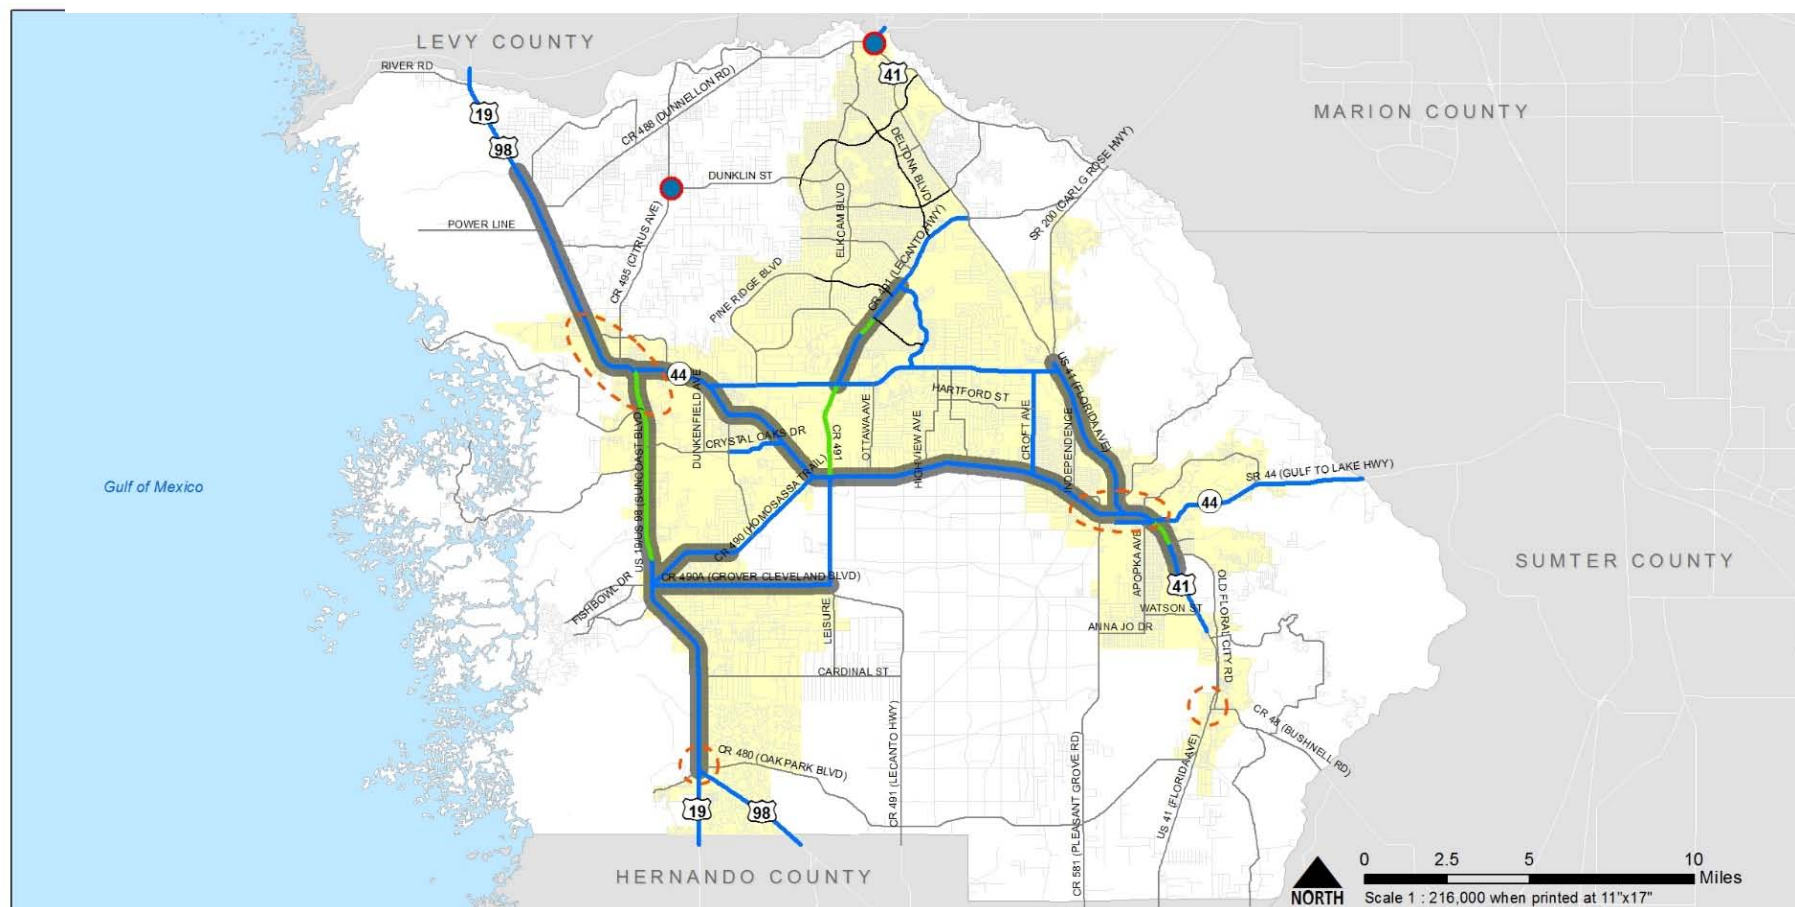 LEVY COUNTY
RIVER RD
41
19
98
CR 488 (DUNNELLON RD)
MARION COUNTY
DELTONA BLVD
DUNKLIN ST
SR 200 (CARL G ROSE HWY)
ELKCAM BLVD
POWER LINE
CR 495 (CITRUS AVE)
CR 491 (LECANTO HWY)
PINE RIDGE BLVD
44
US 41 (FLORIDA AVE)
DUNKENFIELD AVE
HARTFORD ST
CROFT AVE
OTTAWA AVE
CR 491
HIGHVIEW AVE
INDEPENDENCE
CRYSTAL OAKS DR
US 19/US 98 (SUNCOAST BLVD)
CR 490 (HOMOSASSA TRAIL)
SR 44 (GULF TO LAKE HWY)
44
Gulf of Mexico
SUMTER COUNTY
APOPKA AVE
CR 490A (GROVER CLEVELAND BLVD)
FISHBOWL DR
41
OLD FLORAL CITY RD
WATSON ST
ANNA JO DR
LEISURE
CARDINAL ST
CR 48 (BUSHNELL RD)
CR 480 (OAK PARK BLVD)
CR 491 (LECANTO HWY)
CR 581 (PLEASANT GROVE RD)
US 41 (FLORIDA AVE)
19
98
HERNANDO COUNTY
NORTH
0 2.5 5 10
Miles
Scale 1 : 216,000 when printed at 11"x17"